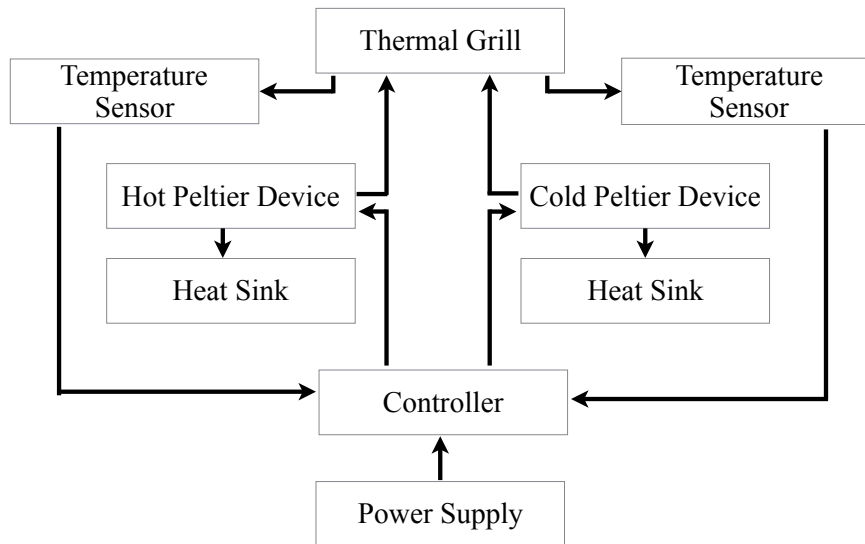 Thermal Grill
Temperature
Sensor
Temperature
Sensor
Hot Peltier Device
Cold Peltier Device
Heat Sink
Heat Sink
Controller
Power Supply